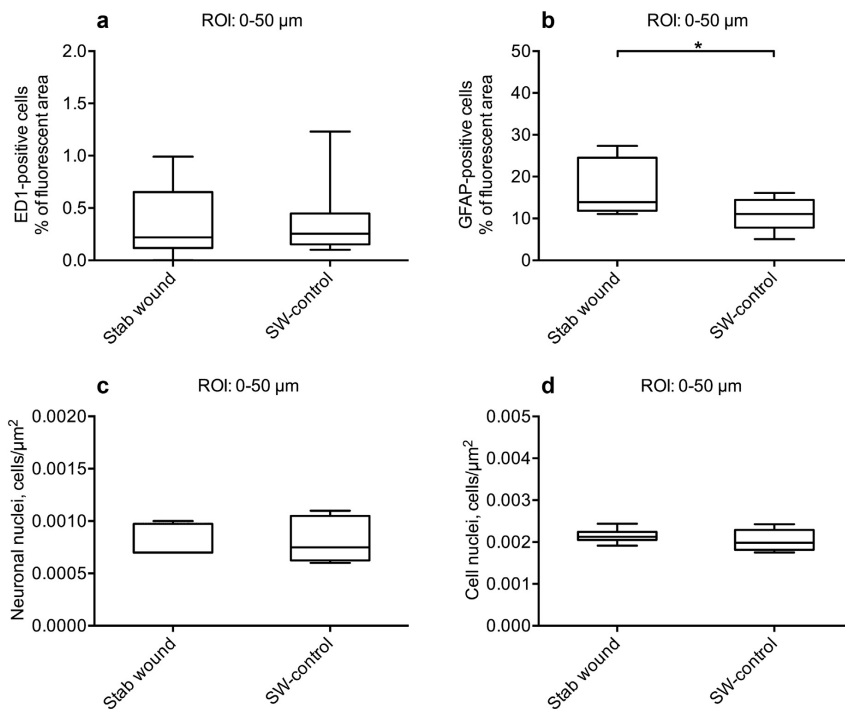 a
ROI: 0-50 µm
ED1-positive cells
% of fluorescent area
2.0
1.5
1.0
0.5
0.0
Stab wound
SW-control
b
ROI: 0-50 µm
GFAP-positive cells
% of fluorescent area
50
40
30
20
10
0
*
Stab wound
SW-control
c
ROI: 0-50 µm
Neuronal nuclei, cells/µm²
0.0020
0.0015
0.0010
0.0005
0.0000
Stab wound
SW-control
d
ROI: 0-50 µm
Cell nuclei, cells/µm²
0.005
0.004
0.003
0.002
0.001
0.000
Stab wound
SW-control